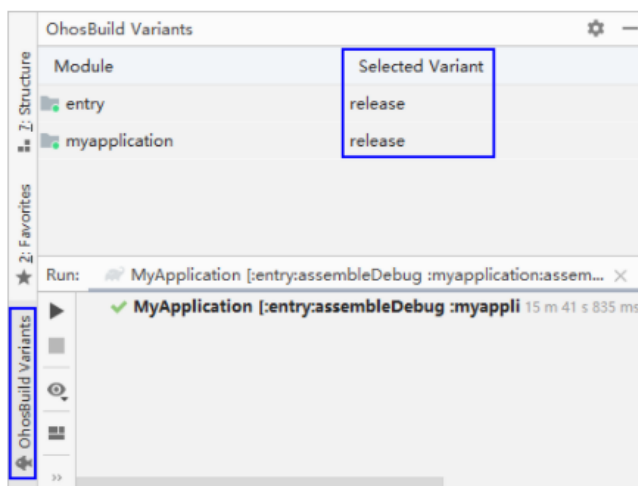 OhosBuild Variants
Module Selected Variant
entry release
myapplication release
7: Structure
2: Favorites
OhosBuild Variants
Run: MyApplication [:entry:assembleDebug :myapplication:assem...
MyApplication [:entry:assembleDebug :myappli 15 m 41 s 835 ms